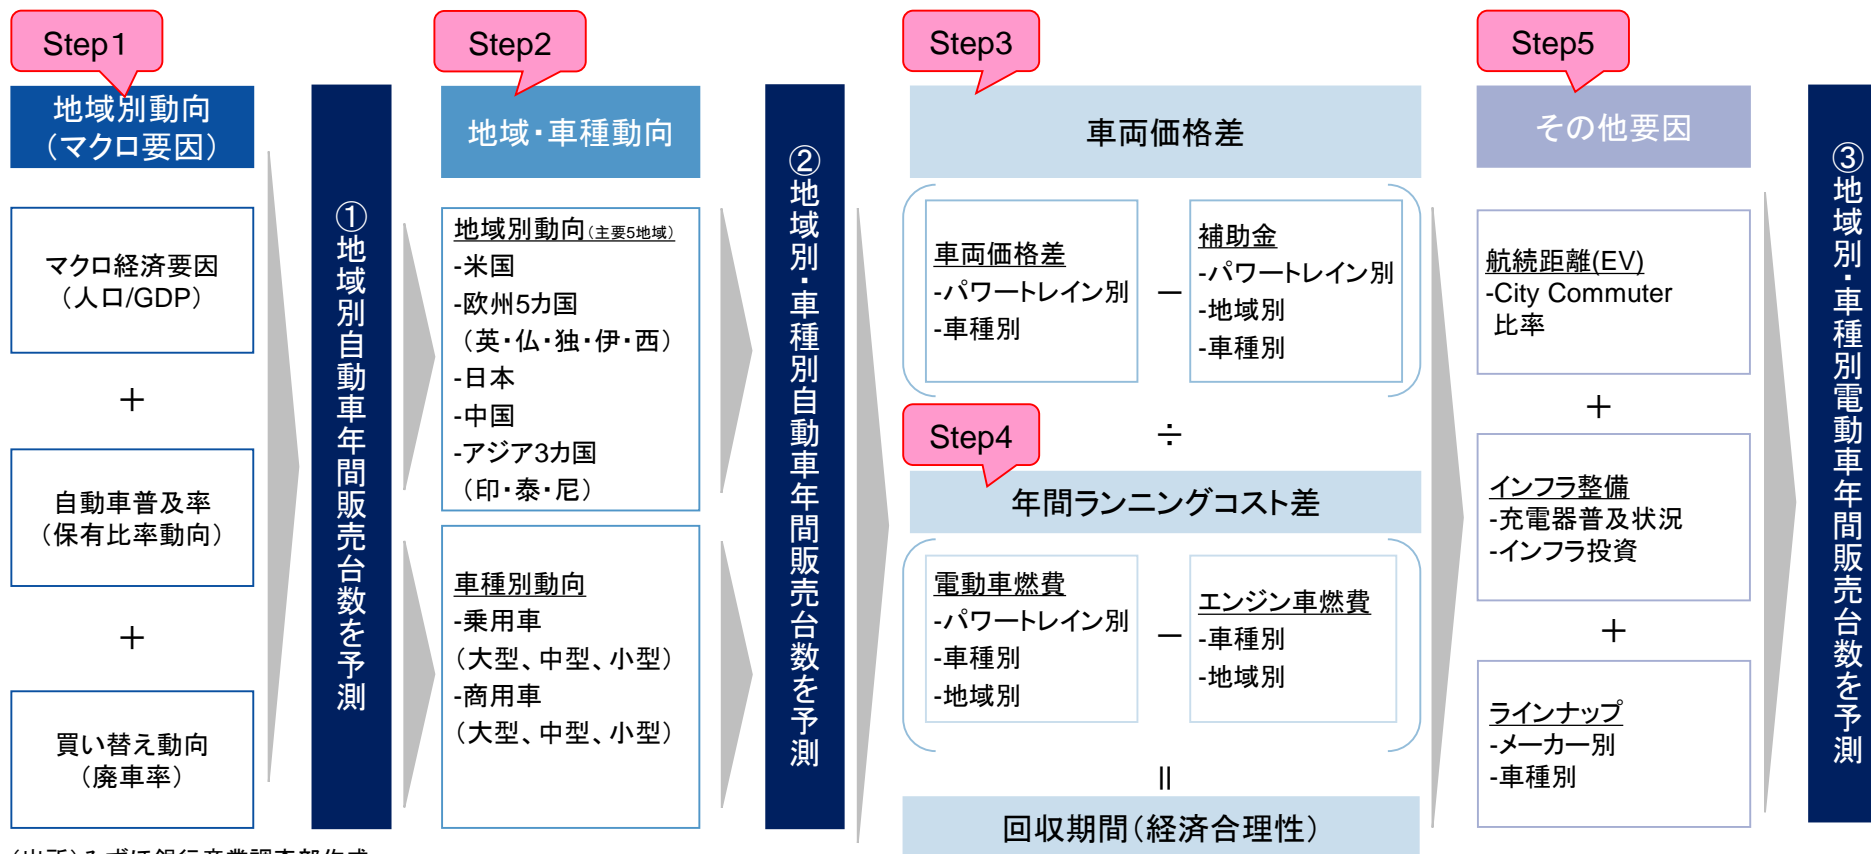 Step1
地域別動向
（マクロ要因）
マクロ経済要因
（人口/GDP）
＋
自動車普及率
（保有比率動向）
＋
買い替え動向
（廃車率）
①地域別自動車年間販売台数を予測
Step2
地域・車種動向
地域別動向（主要5地域）
-米国
-欧州5カ国
（英・仏・独・伊・西）
-日本
-中国
-アジア3カ国
（印・泰・尼）
車種別動向
-乗用車
（大型、中型、小型）
-商用車
（大型、中型、小型）
②地域別・車種別自動車年間販売台数を予測
Step3
車両価格差
車両価格差
-パワートレイン別
-車種別
－
補助金
-パワートレイン別
-地域別
-車種別
÷
Step4
年間ランニングコスト差
電動車燃費
-パワートレイン別
-車種別
-地域別
－
エンジン車燃費
-車種別
-地域別
＝
回収期間（経済合理性）
Step5
その他要因
航続距離(EV)
-City Commuter
比率
＋
インフラ整備
-充電器普及状況
-インフラ投資
＋
ラインナップ
-メーカー別
-車種別
③地域別・車種別電動車年間販売台数を予測
（出所）みずほ銀行産業調査部作成